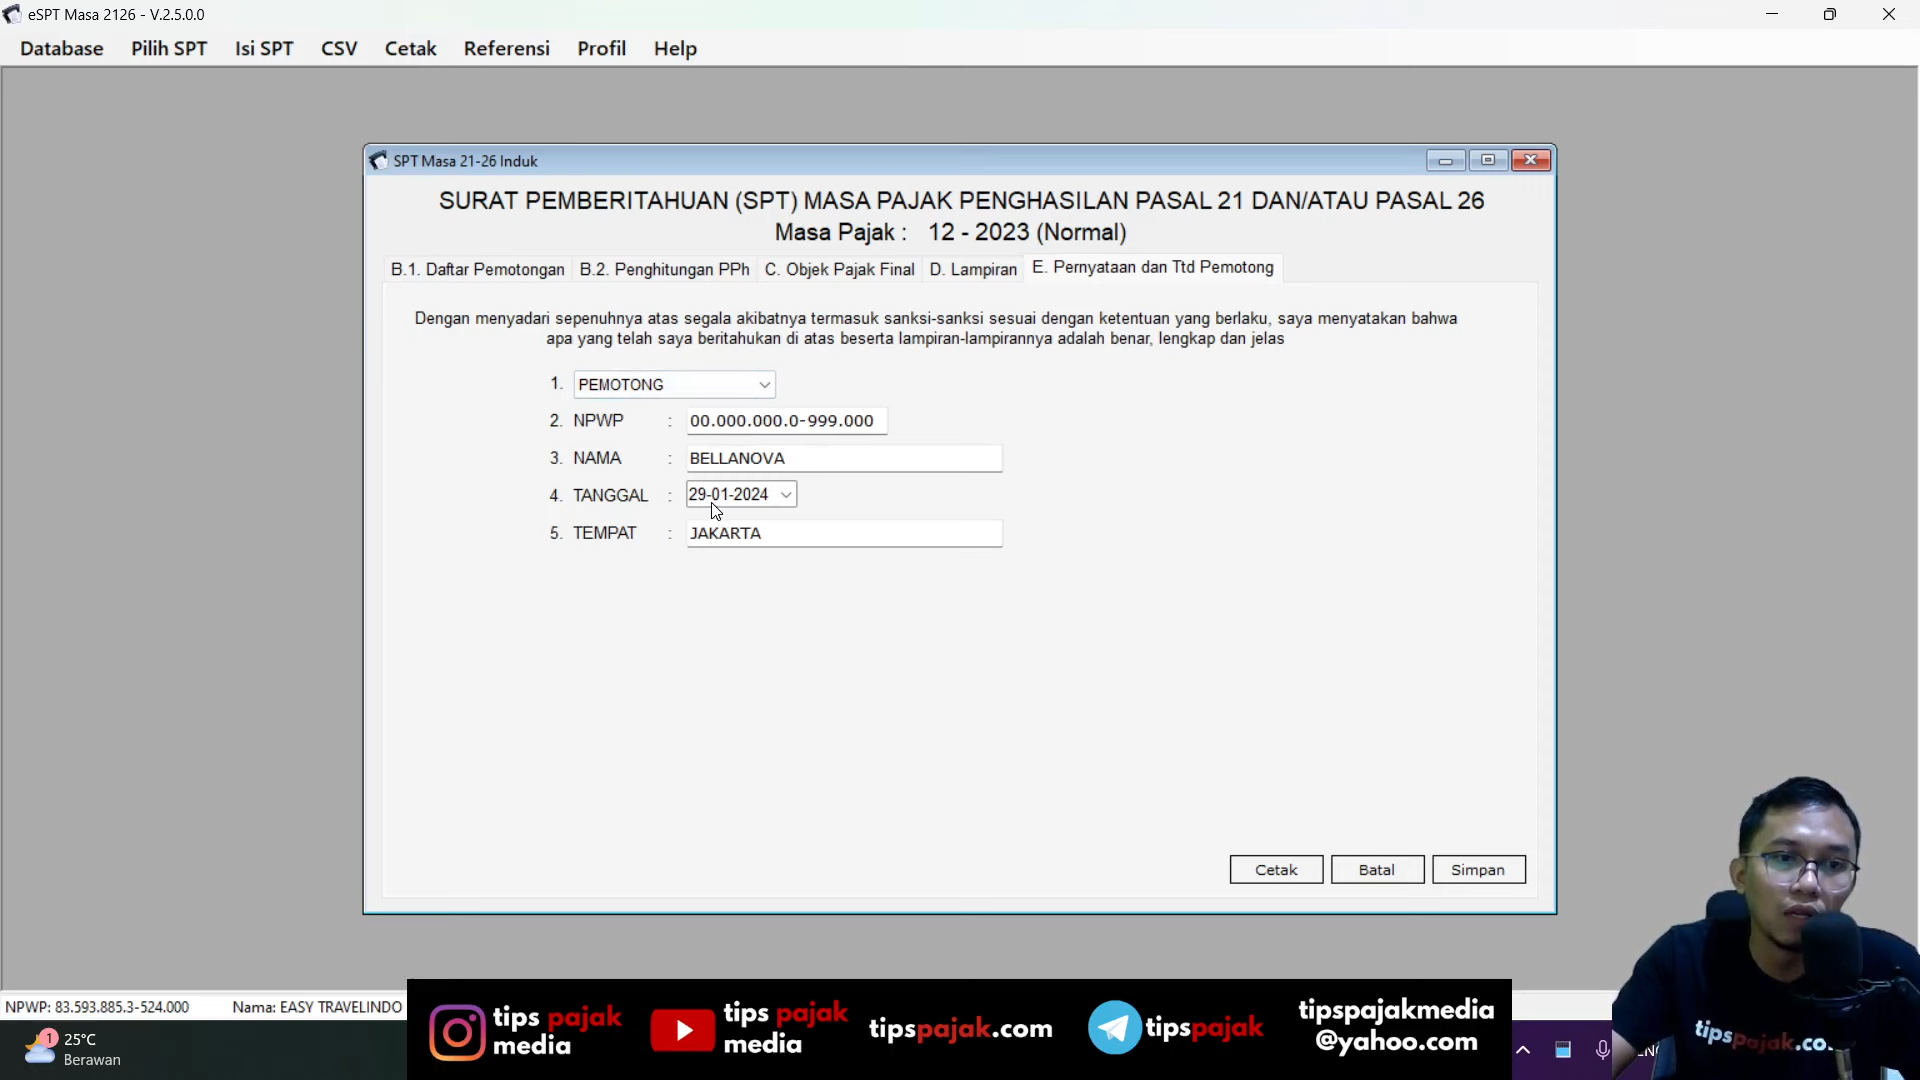 eSPT Masa 2126 - V.2.5.0.0
Database Pilih SPT Isi SPT CSV Cetak Referensi Profil Help
SPT Masa 21-26 Induk
SURAT PEMBERITAHUAN (SPT) MASA PAJAK PENGHASILAN PASAL 21 DAN/ATAU PASAL 26
Masa Pajak : 12 - 2023 (Normal)
B.1. Daftar Pemotongan B.2. Penghitungan PPh C. Objek Pajak Final D. Lampiran E. Pernyataan dan Ttd Pemotong
Dengan menyadari sepenuhnya atas segala akibatnya termasuk sanksi-sanksi sesuai dengan ketentuan yang berlaku, saya menyatakan bahwa
apa yang telah saya beritahukan di atas beserta lampiran-lampirannya adalah benar, lengkap dan jelas
1. PEMOTONG
2. NPWP : 00.000.000.0-999.000
3. NAMA : BELLANOVA
4. TANGGAL : 29-01-2024
5. TEMPAT : JAKARTA
Cetak Batal Simpan
NPWP: 83.593.885.3-524.000 Nama: EASY TRAVELINDO
1
25°C
Berawan
tips pajak
media
tips pajak
media
tipspajak.com
tipspajak
tipspajakmedia
@yahoo.com